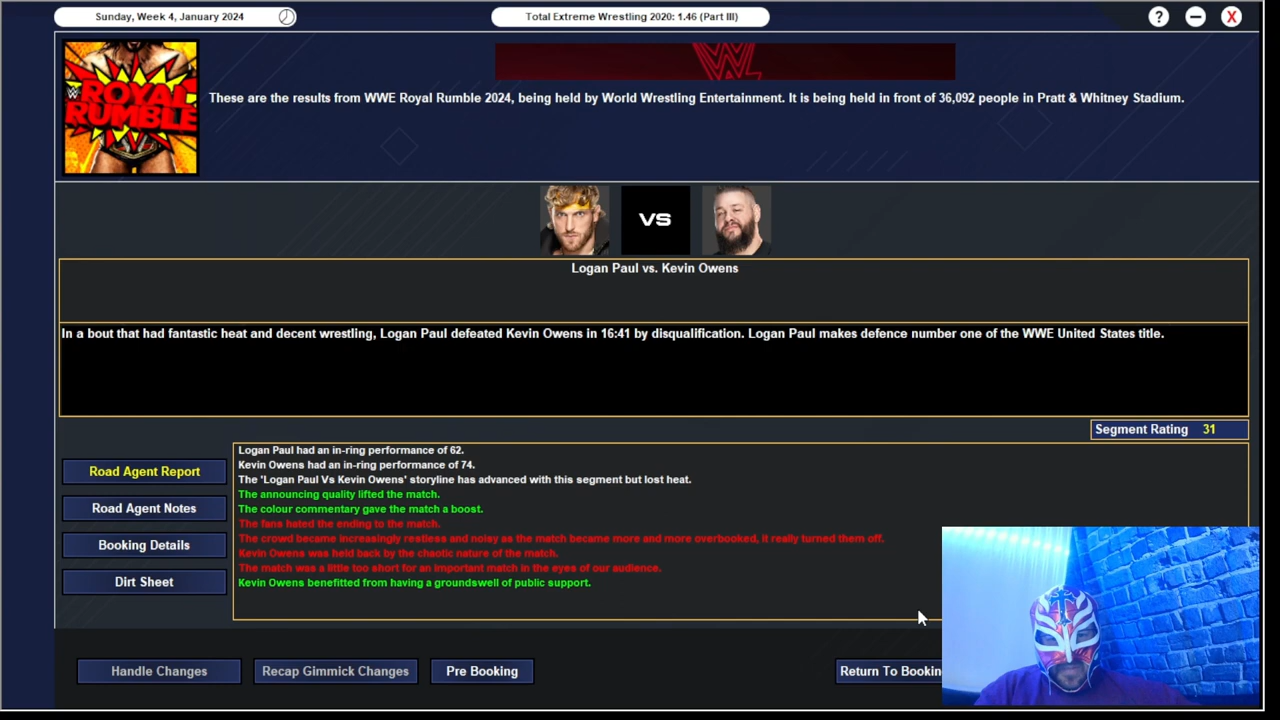 Sunday, Week 4, January 2024
Total Extreme Wrestling 2020: 1.46 (Part III)
?
X
W
ROYAL
RUMBLE
These are the results from WWE Royal Rumble 2024, being held by World Wrestling Entertainment. It is being held in front of 36,092 people in Pratt & Whitney Stadium.
VS
Logan Paul vs. Kevin Owens
In a bout that had fantastic heat and decent wrestling, Logan Paul defeated Kevin Owens in 16:41 by disqualification. Logan Paul makes defence number one of the WWE United States title.
Segment Rating 31
Road Agent Report
Road Agent Notes
Booking Details
Dirt Sheet
Logan Paul had an in-ring performance of 62.
Kevin Owens had an in-ring performance of 74.
The 'Logan Paul Vs Kevin Owens' storyline has advanced with this segment but lost heat.
The announcing quality lifted the match.
The colour commentary gave the match a boost.
The fans hated the ending to the match.
The crowd became increasingly restless and noisy as the match became more and more overbooked, it really turned them off.
Kevin Owens was held back by the chaotic nature of the match.
The match was a little too short for an important match in the eyes of our audience.
Kevin Owens benefitted from having a groundswell of public support.
Handle Changes
Recap Gimmick Changes
Pre Booking
Return To Bookin